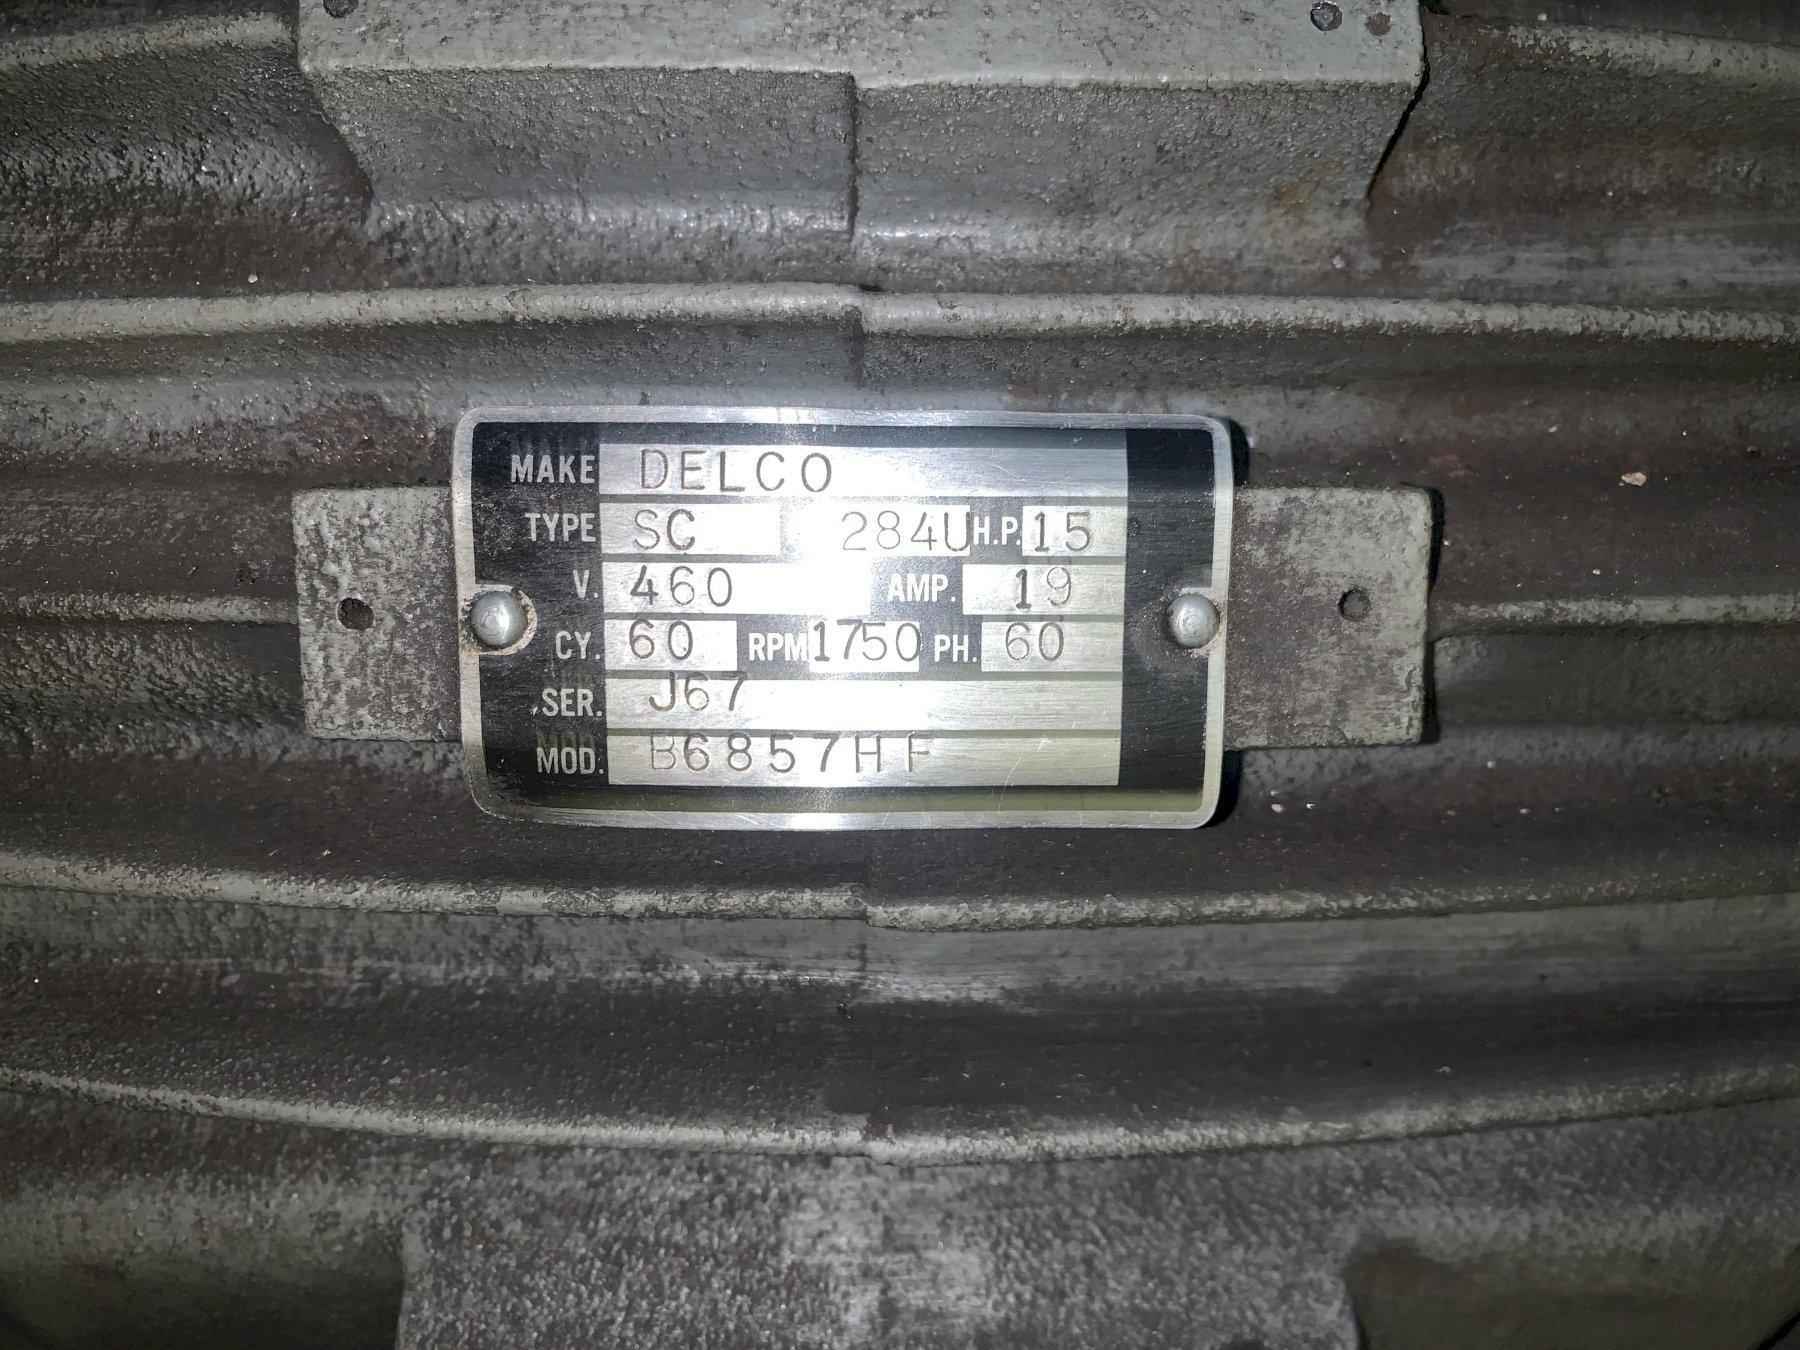 MAKE DELCO
TYPE SC 284U H.P. 15
V. 460 AMP. 19
CY. 60 RPM 1750 PH. 60
SER. J67
MOD. B6857HF